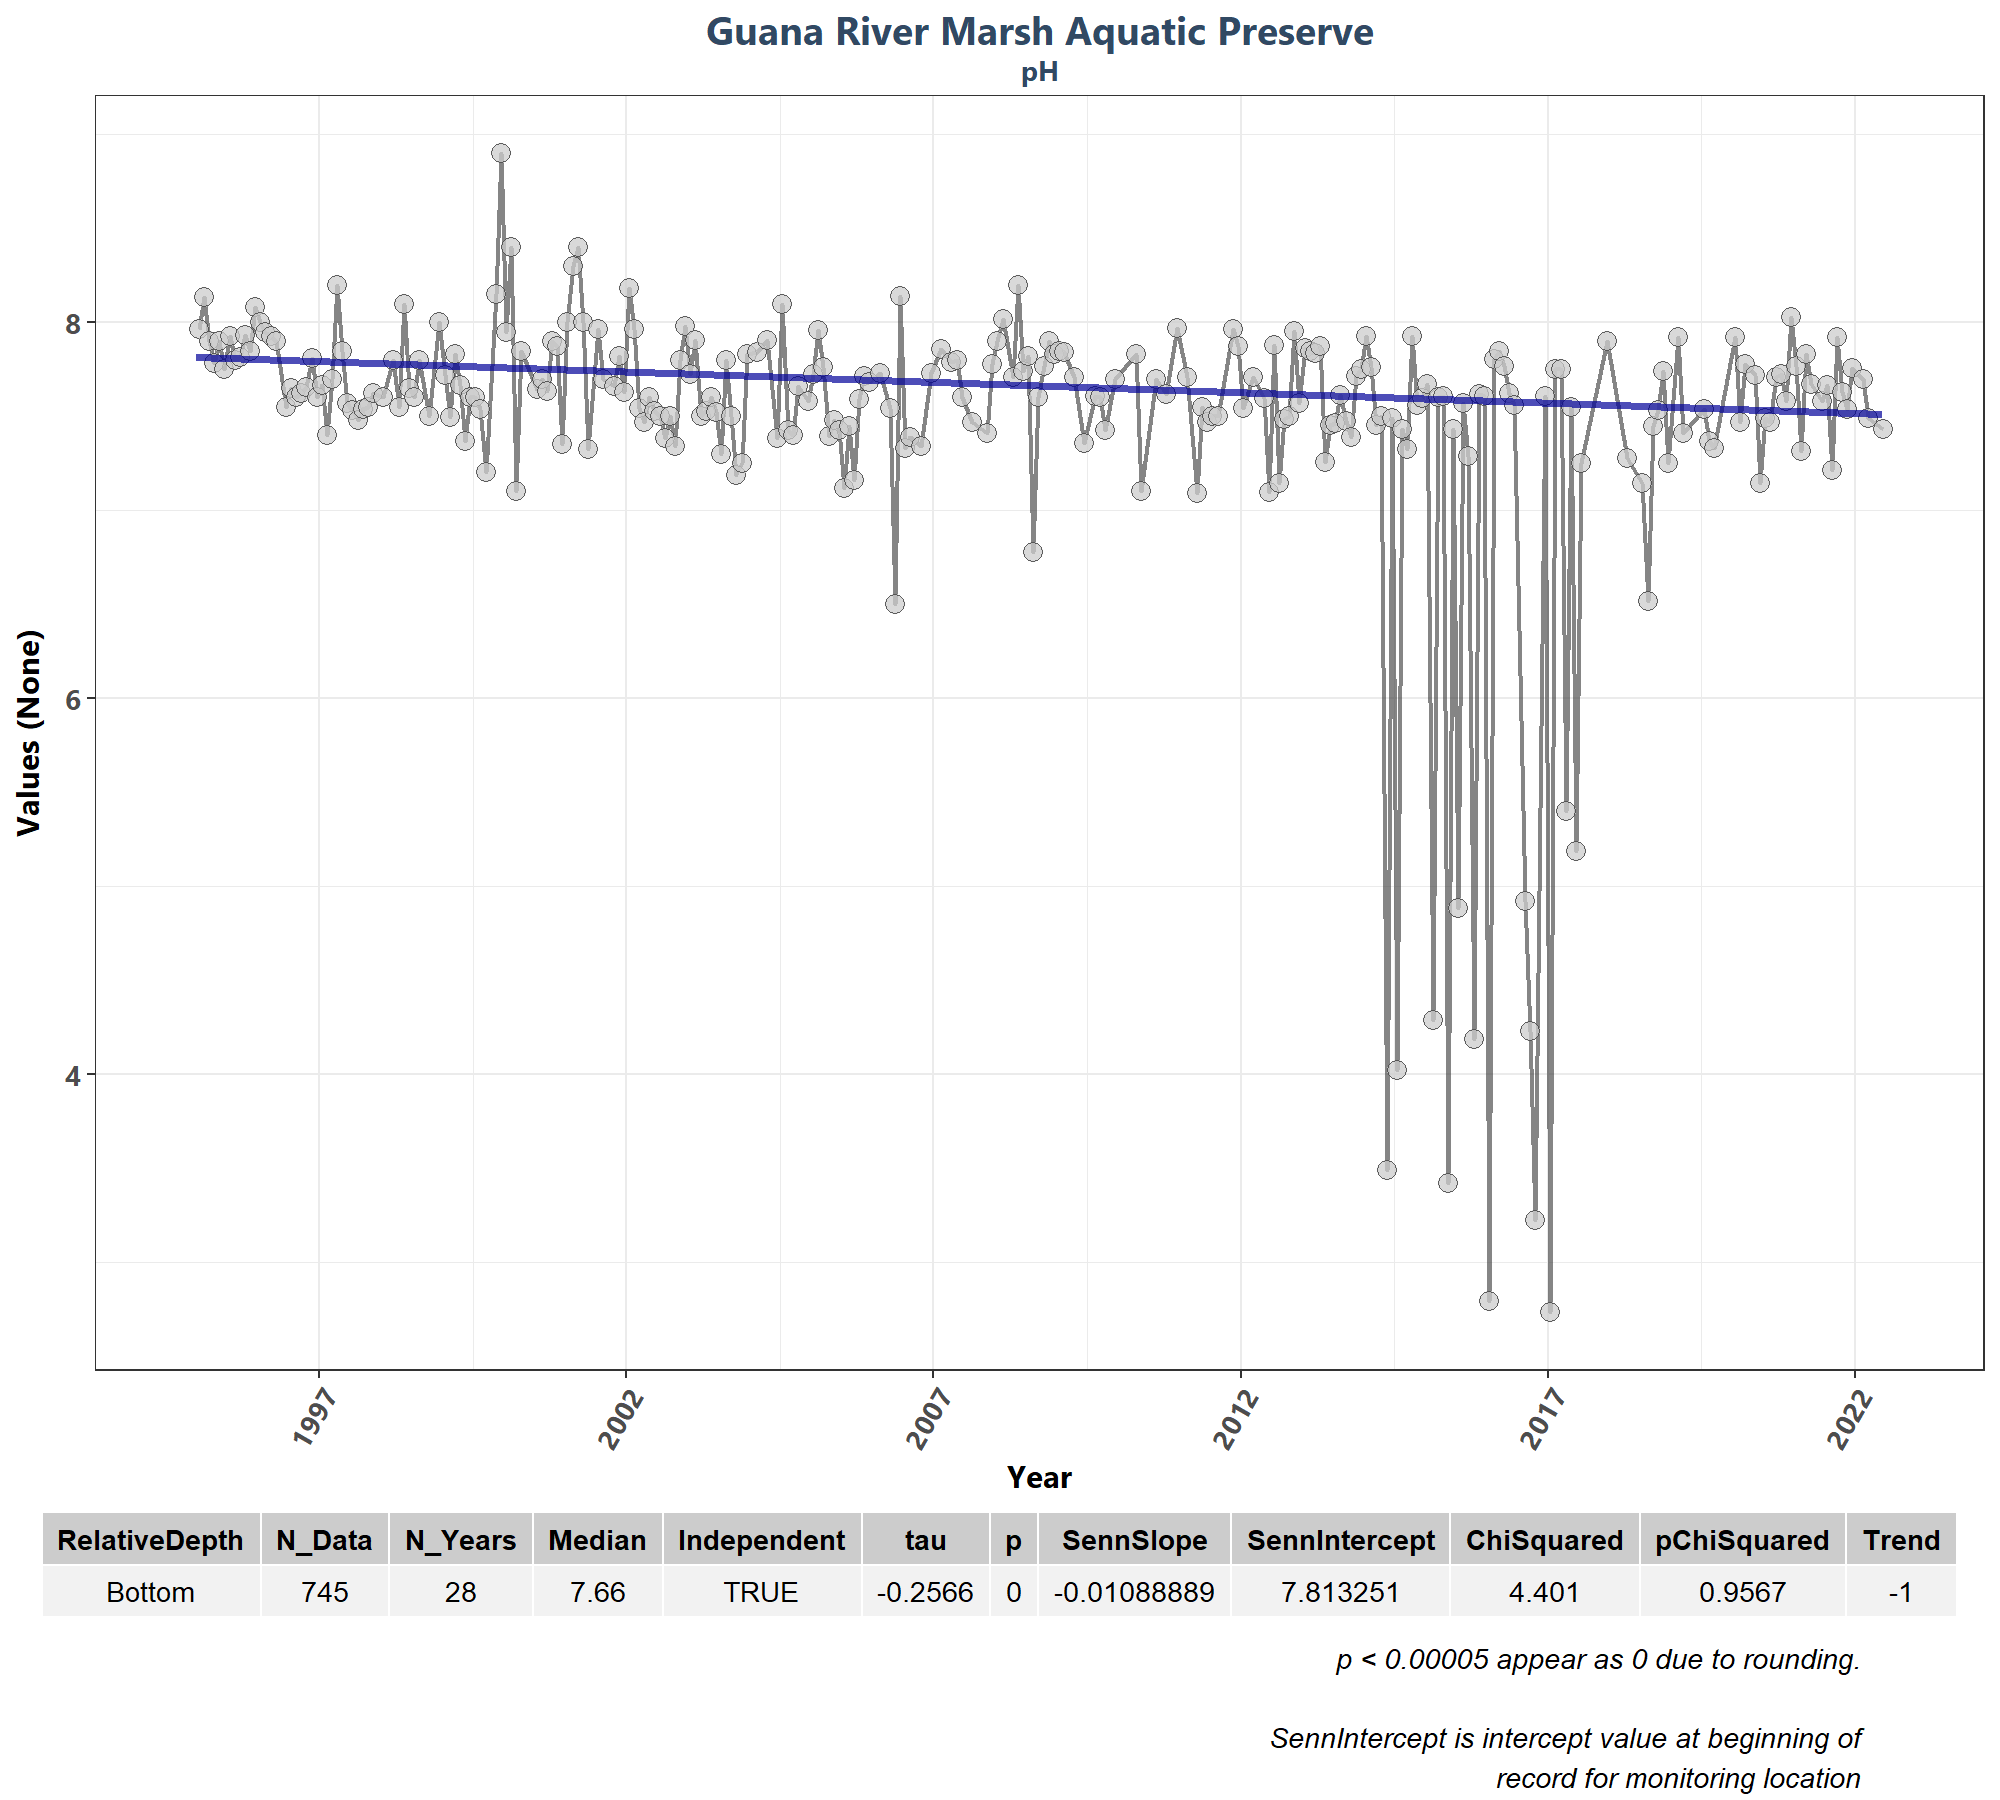 Guana River Marsh Aquatic Preserve
pH
Values (None)
8
6
4
1997 2002 2007 2012 2017 2022
Year
RelativeDepth N_Data N_Years Median Independent tau p SennSlope SennIntercept ChiSquared pChiSquared Trend
Bottom 745 28 7.66 TRUE -0.2566 0 -0.01088889 7.813251 4.401 0.9567 -1
p < 0.00005 appear as 0 due to rounding.
SennIntercept is intercept value at beginning of
record for monitoring location